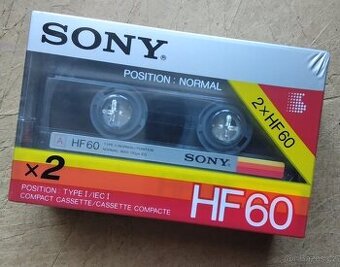 SONY
POSITION: NORMAL
2×HF60
A HF60
SONY
×2
POSITION: TYPE I/IEC I
COMPACT CASSETTE/CASSETTE COMPACTE
HF60